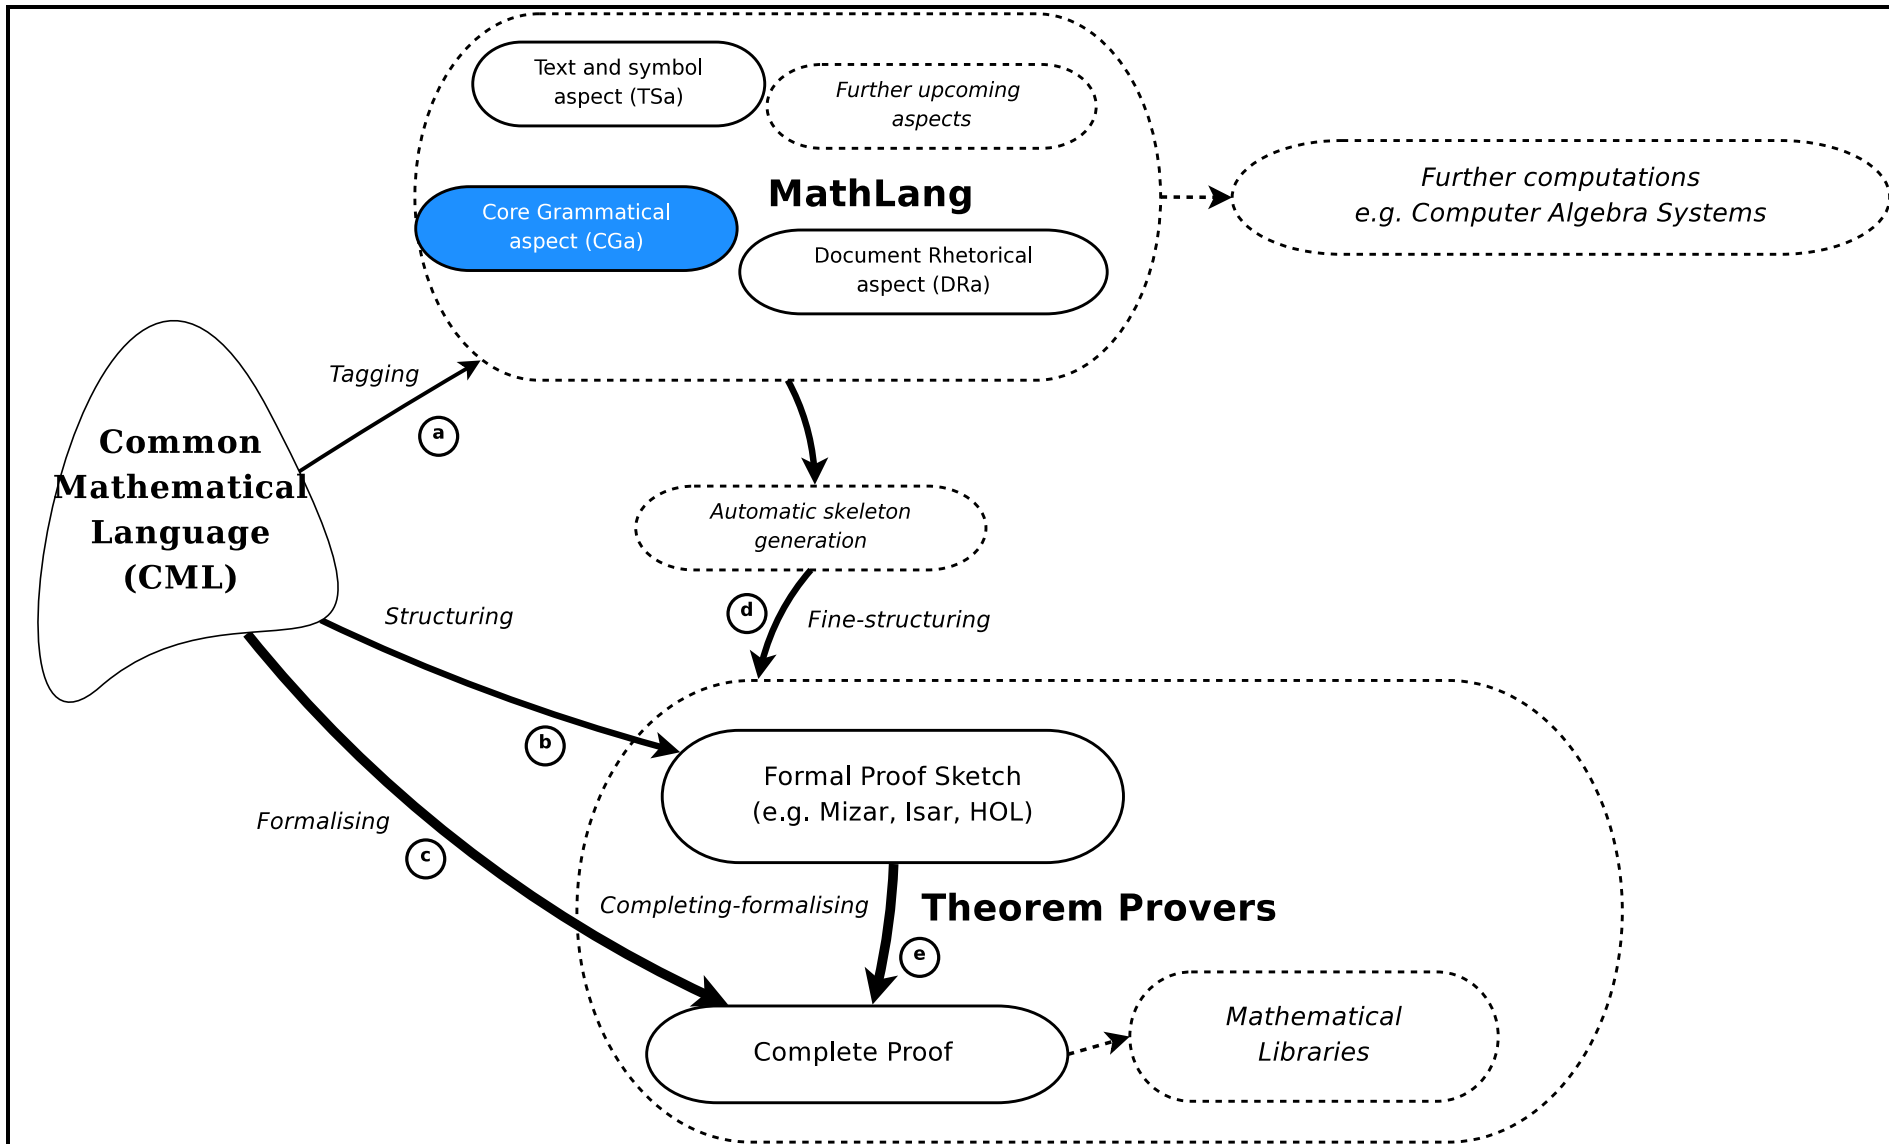 Text and symbol
aspect (TSa)
Further upcoming
aspects
MathLang
Core Grammatical
aspect (CGa)
Document Rhetorical
aspect (DRa)
Further computations
e.g. Computer Algebra Systems
Tagging
a
Common
Mathematical
Language
(CML)
Automatic skeleton
generation
Structuring
d
Fine-structuring
b
Formal Proof Sketch
(e.g. Mizar, Isar, HOL)
Formalising
c
Completing-formalising
Theorem Provers
e
Complete Proof
Mathematical
Libraries